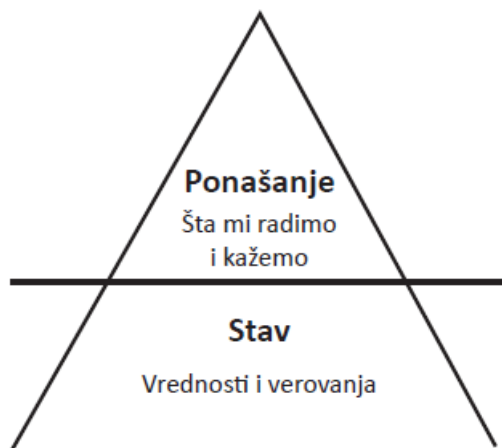 Ponašanje
Šta mi radimo
i kažemo
Stav
Vrednosti i verovanja